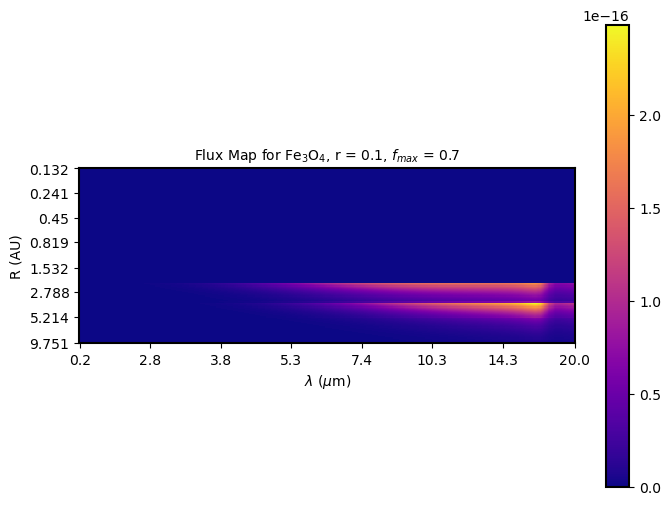 1e−16
Flux Map for Fe₃O₄, r = 0.1, f_max = 0.7
R (AU)
0.132
0.241
0.45
0.819
1.532
2.788
5.214
9.751
0.2 2.8 3.8 5.3 7.4 10.3 14.3 20.0
λ (μm)
2.0
1.5
1.0
0.5
0.0